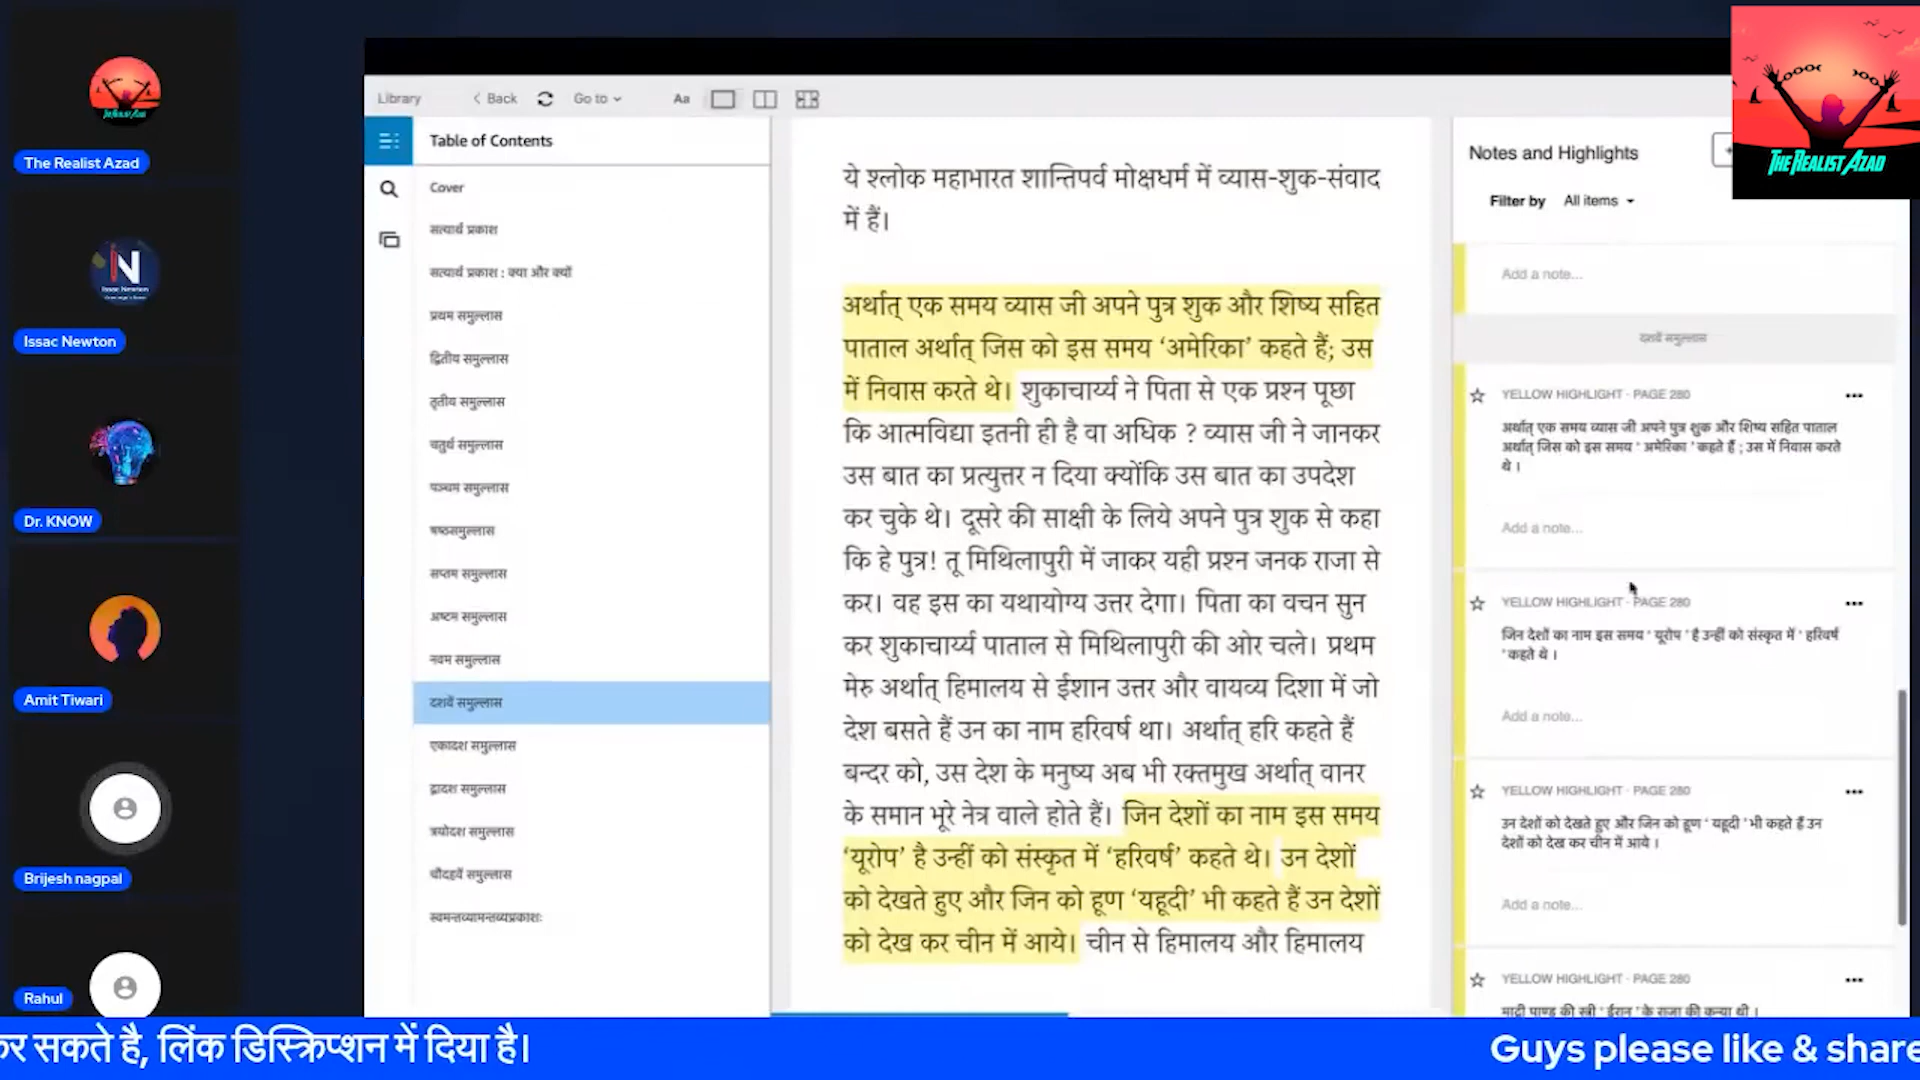 The Realist Azad
Issac Newton
Dr. KNOW
Amit Tiwari
Brijesh nagpal
Rahul
Library
Back
Go to
Aa
Table of Contents
Cover
सत्यार्थ प्रकाश
सत्यार्थ प्रकाश : क्या और क्यों
प्रथम समुल्लास
द्वितीय समुल्लास
तृतीय समुल्लास
चतुर्थ समुल्लास
पञ्चम समुल्लास
षष्ठसमुल्लास
सप्तम समुल्लास
अष्टम समुल्लास
नवम समुल्लास
दशवें समुल्लास
एकादश समुल्लास
द्वादश समुल्लास
त्रयोदश समुल्लास
चौदहवें समुल्लास
स्वमन्तव्यामन्तव्यप्रकाशः
ये श्लोक महाभारत शान्तिपर्व मोक्षधर्म में व्यास-शुक-संवाद
में हैं।
अर्थात् एक समय व्यास जी अपने पुत्र शुक और शिष्य सहित
पाताल अर्थात् जिस को इस समय ‘अमेरिका’ कहते हैं; उस
में निवास करते थे। शुकाचार्य्य ने पिता से एक प्रश्न पूछा
कि आत्मविद्या इतनी ही है वा अधिक ? व्यास जी ने जानकर
उस बात का प्रत्युत्तर न दिया क्योंकि उस बात का उपदेश
कर चुके थे। दूसरे की साक्षी के लिये अपने पुत्र शुक से कहा
कि हे पुत्र! तू मिथिलापुरी में जाकर यही प्रश्न जनक राजा से
कर। वह इस का यथायोग्य उत्तर देगा। पिता का वचन सुन
कर शुकाचार्य्य पाताल से मिथिलापुरी की ओर चले। प्रथम
मेरु अर्थात् हिमालय से ईशान उत्तर और वायव्य दिशा में जो
देश बसते हैं उन का नाम हरिवर्ष था। अर्थात् हरि कहते हैं
बन्दर को, उस देश के मनुष्य अब भी रक्तमुख अर्थात् वानर
के समान भूरे नेत्र वाले होते हैं। जिन देशों का नाम इस समय
‘यूरोप’ है उन्हीं को संस्कृत में ‘हरिवर्ष’ कहते थे। उन देशों
को देखते हुए और जिन को हूण ‘यहूदी’ भी कहते हैं उन देशों
को देख कर चीन में आये। चीन से हिमालय और हिमालय
Notes and Highlights
Filter by All items
Add a note...
दशवें समुल्लास
YELLOW HIGHLIGHT - PAGE 280
अर्थात् एक समय व्यास जी अपने पुत्र शुक और शिष्य सहित पाताल
अर्थात् जिस को इस समय ‘ अमेरिका ’ कहते हैं ; उस में निवास करते
थे ।
Add a note...
YELLOW HIGHLIGHT - PAGE 280
जिन देशों का नाम इस समय ‘ यूरोप ’ है उन्हीं को संस्कृत में ‘ हरिवर्ष
’ कहते थे ।
Add a note...
YELLOW HIGHLIGHT - PAGE 280
उन देशों को देखते हुए और जिन को हूण ‘ यहूदी ’ भी कहते हैं उन
देशों को देख कर चीन में आये ।
Add a note...
YELLOW HIGHLIGHT - PAGE 280
माद्री पाण्डु की स्त्री ‘ ईरान ’ के राजा की कन्या थी ।
THE REALIST AZAD
कर सकते है, लिंक डिस्क्रिप्शन में दिया है।
Guys please like & share